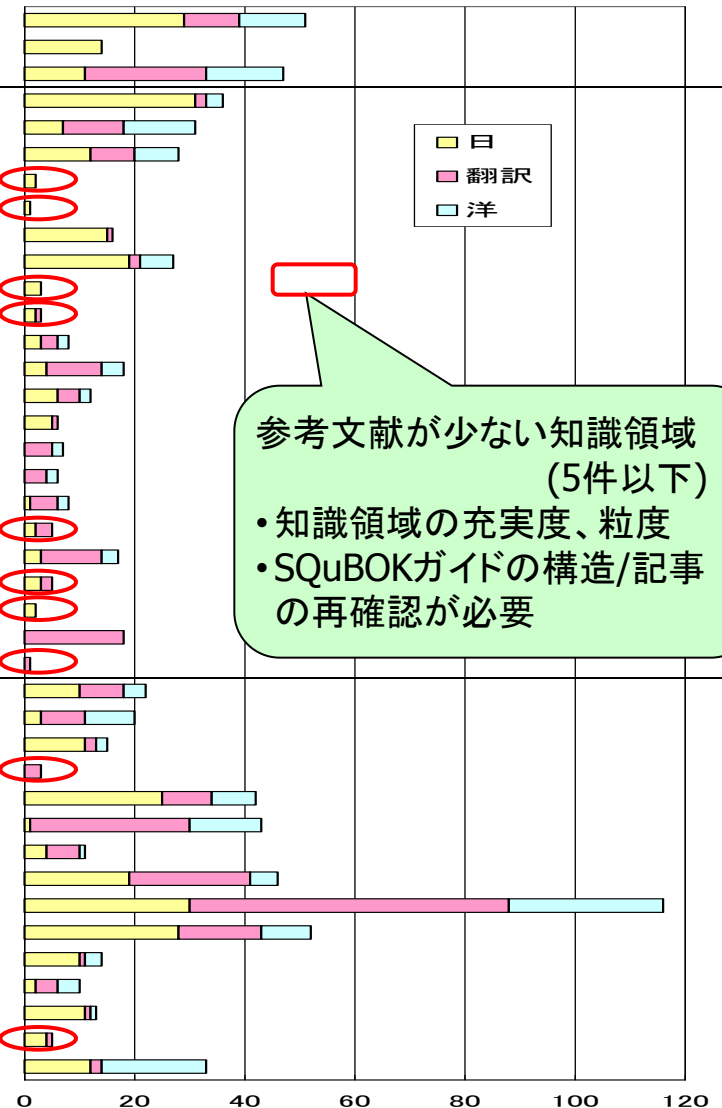 日
翻訳
洋
参考文献が少ない知識領域
(5件以下)
•知識領域の充実度、粒度
•SQuBOKガイドの構造/記事
の再確認が必要
0 20 40 60 80 100 120